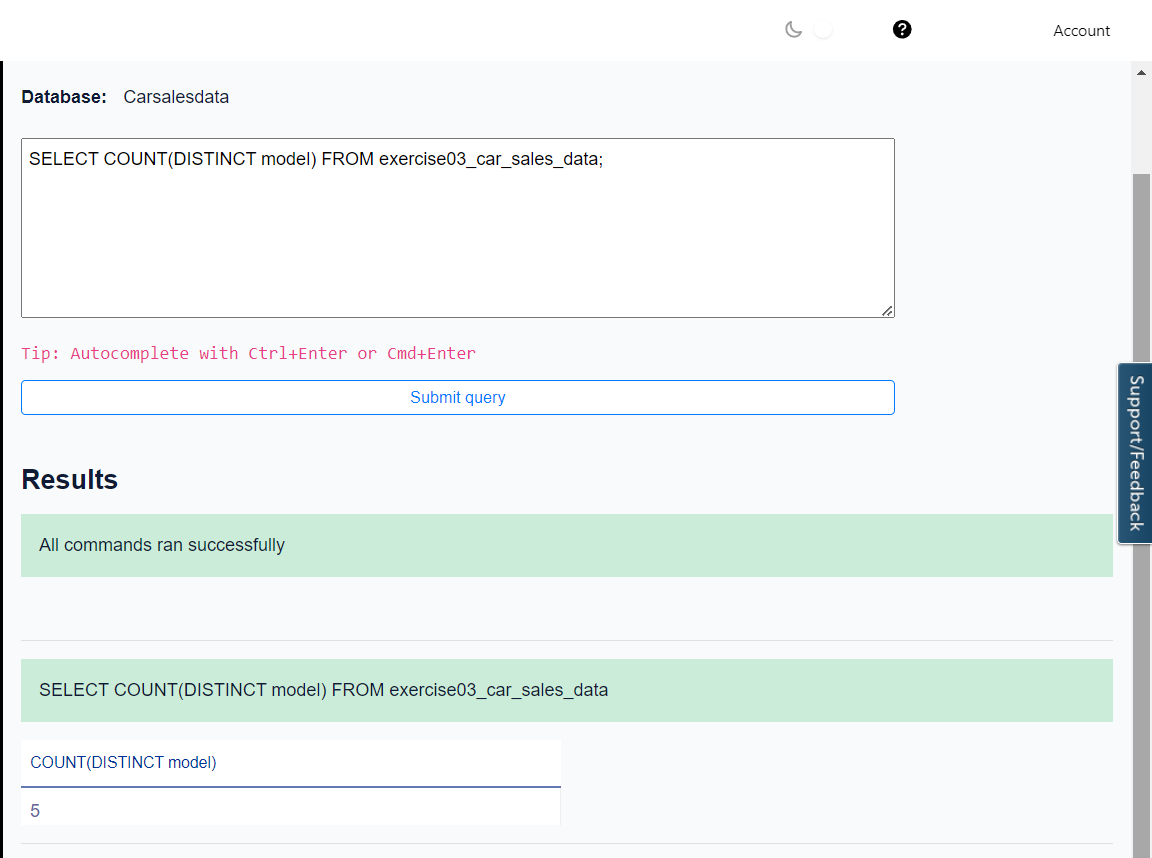 Account
Database: Carsalesdata
SELECT COUNT(DISTINCT model) FROM exercise03_car_sales_data;
Tip: Autocomplete with Ctrl+Enter or Cmd+Enter
Submit query
Support/Feedback
Results
All commands ran successfully
SELECT COUNT(DISTINCT model) FROM exercise03_car_sales_data
COUNT(DISTINCT model)
5